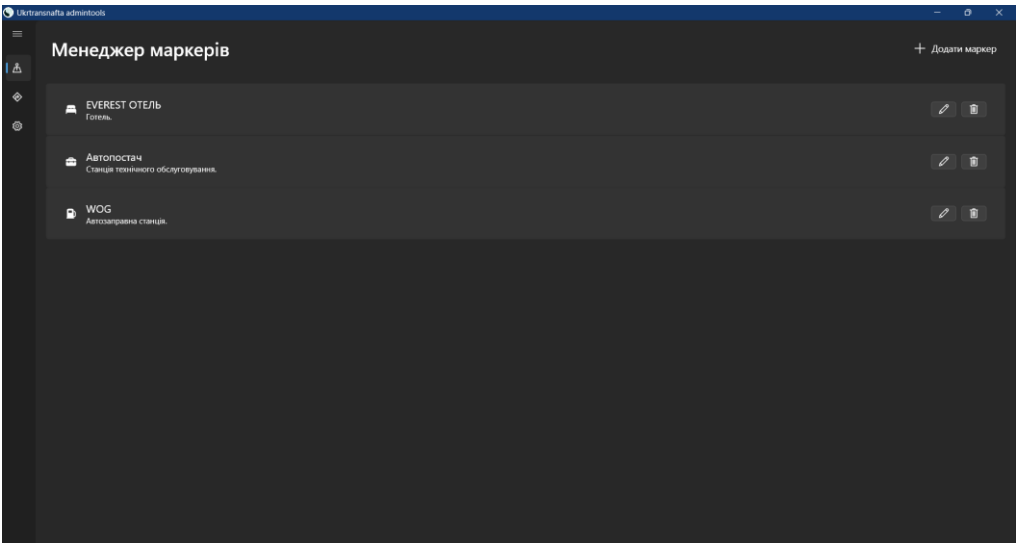 Ukrtransnafta admintools
Менеджер маркерів
Додати маркер
EVEREST ОТЕЛЬ
Готель.
Автопостач
Станція технічного обслуговування.
WOG
Автозаправна станція.